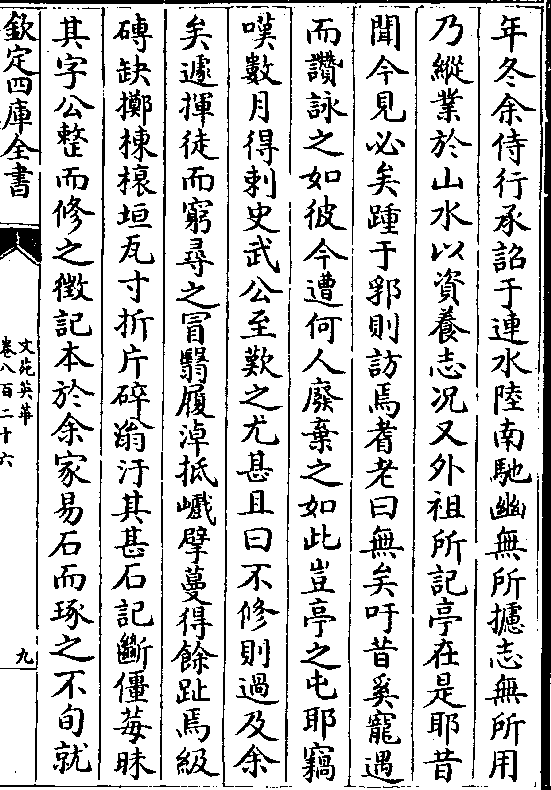 年冬余侍行承詔于連水陸南馳幽無所攄志無所用
乃縱業於山水以資養志况又外祖所記亭在是耶昔
聞今見必矣踵于郛則訪焉耆老曰無矣吁昔奚寵遇
而讚詠之如彼今遭何人廢棄之如此豈亭之屯耶竊
嘆數月得刺史武公至歎之尤甚且曰不修則過及余
矣遽揮徒而窮尋之冒翳履淖抵巇擘蔓得餘趾焉級
磚缺擲棟榱垣瓦寸折片碎滃汙其甚石記斷僵莓昧
其字公整而修之徵記本於余家易石而琢之不旬就
欽定四庫全書
文苑英華
卷八百二十六
九